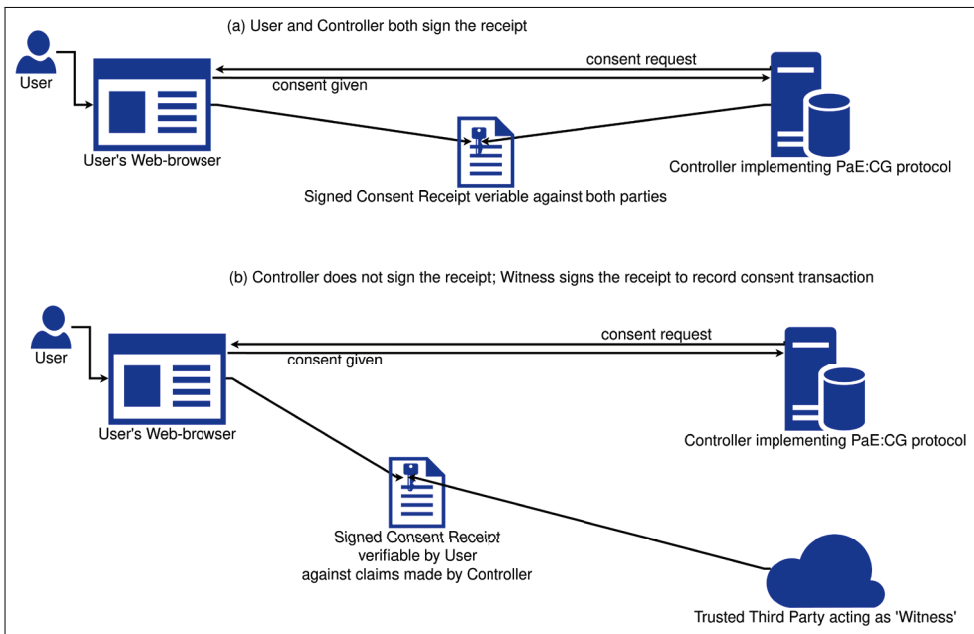 (a) User and Controller both sign the receipt
User
consent request
consent given
User's Web-browser
Controller implementing PaE:CG protocol
Signed Consent Receipt veriable against both parties
(b) Controller does not sign the receipt; Witness signs the receipt to record consent transaction
User
consent request
consent given
User's Web-browser
Controller implementing PaE:CG protocol
Signed Consent Receipt
verifiable by User
against claims made by Controller
Trusted Third Party acting as 'Witness'